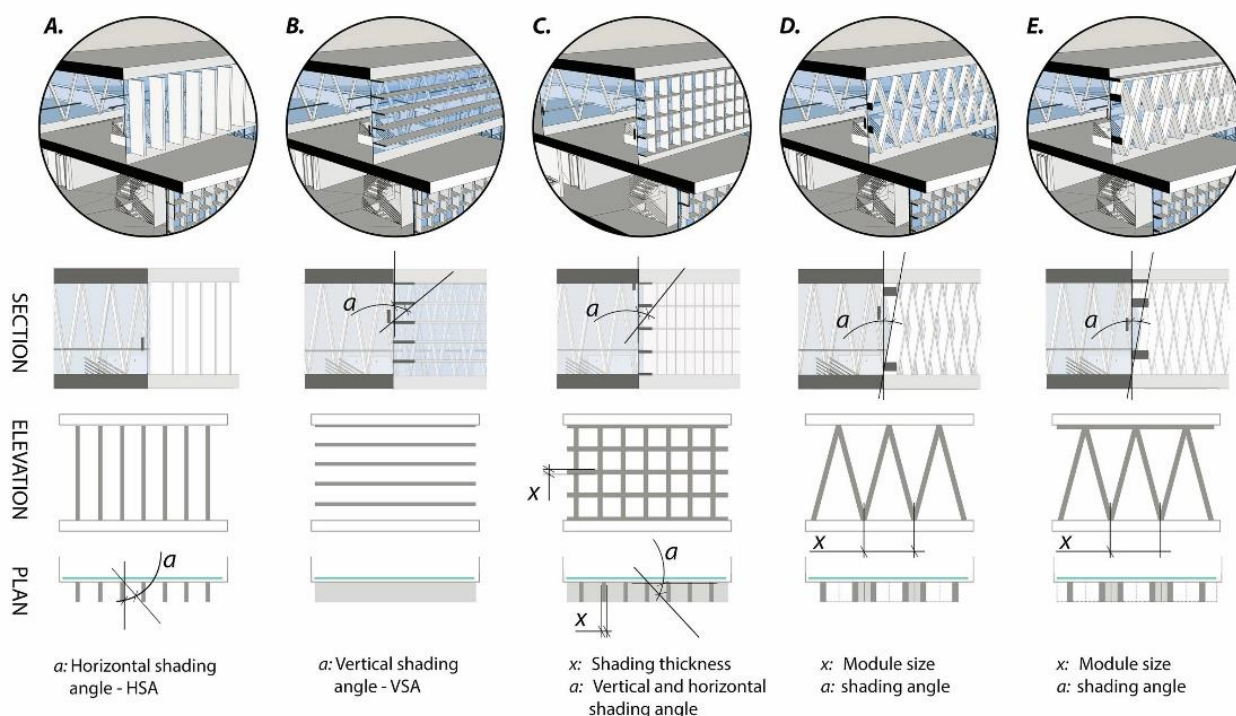 A.
B.
C.
D.
E.
SECTION
a
a
a
a
ELEVATION
x
x
x
PLAN
a
a
x
a: Horizontal shading
angle - HSA
a: Vertical shading
angle - VSA
x: Shading thickness
a: Vertical and horizontal
shading angle
x: Module size
a: shading angle
x: Module size
a: shading angle